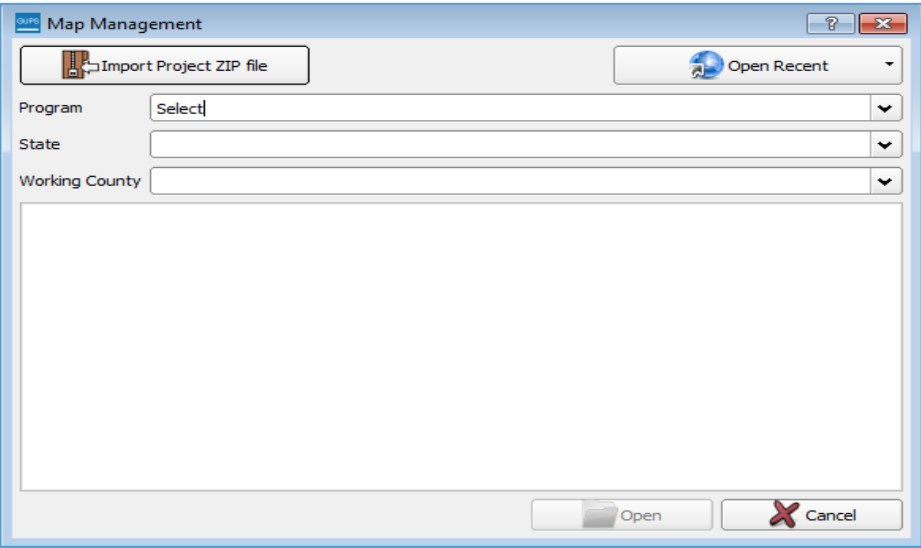 GUPS Map Management
Import Project ZIP file
Open Recent
Program Select
State
Working County
Open
Cancel